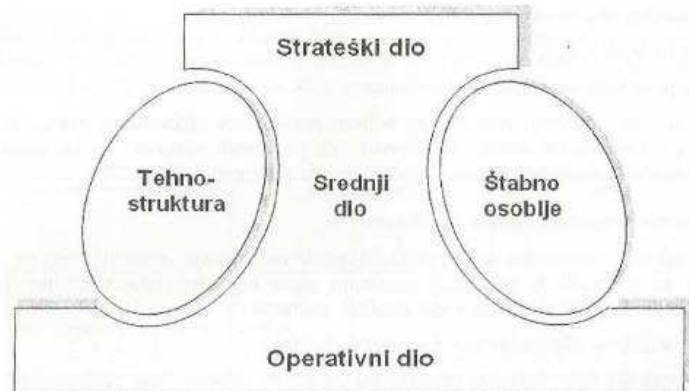 Strateški dio
Tehno-
struktura
Srednji
dio
Štabno
osoblje
Operativni dio